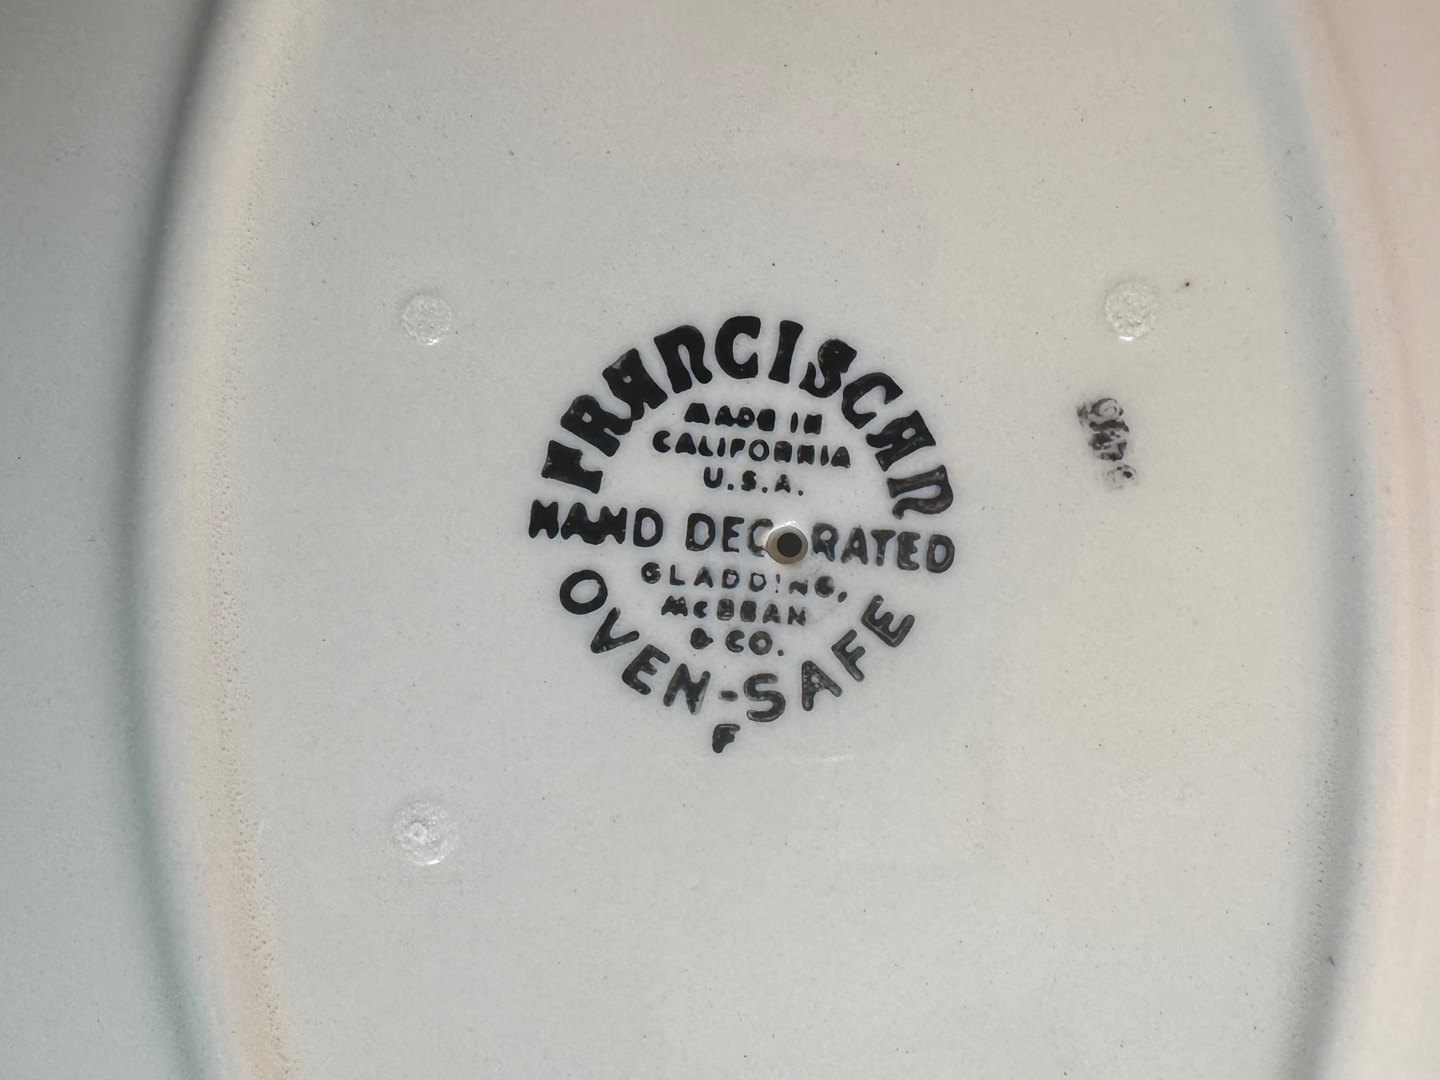 FRANCISCAN
MADE IN
CALIFORNIA
U.S.A.
HAND DECORATED
GLADDING,
McBEAN
& CO.
OVEN-SAFE
F